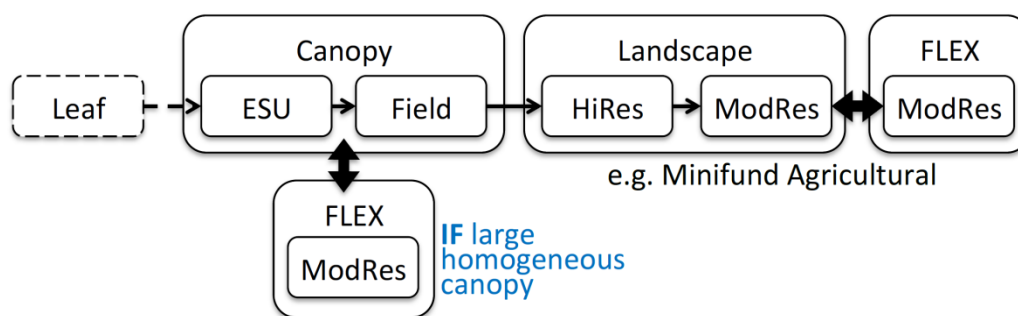 Canopy
Landscape
FLEX
Leaf
ESU
Field
HiRes
ModRes
ModRes
e.g. Minifund Agricultural
FLEX
ModRes
IF large
homogeneous
canopy